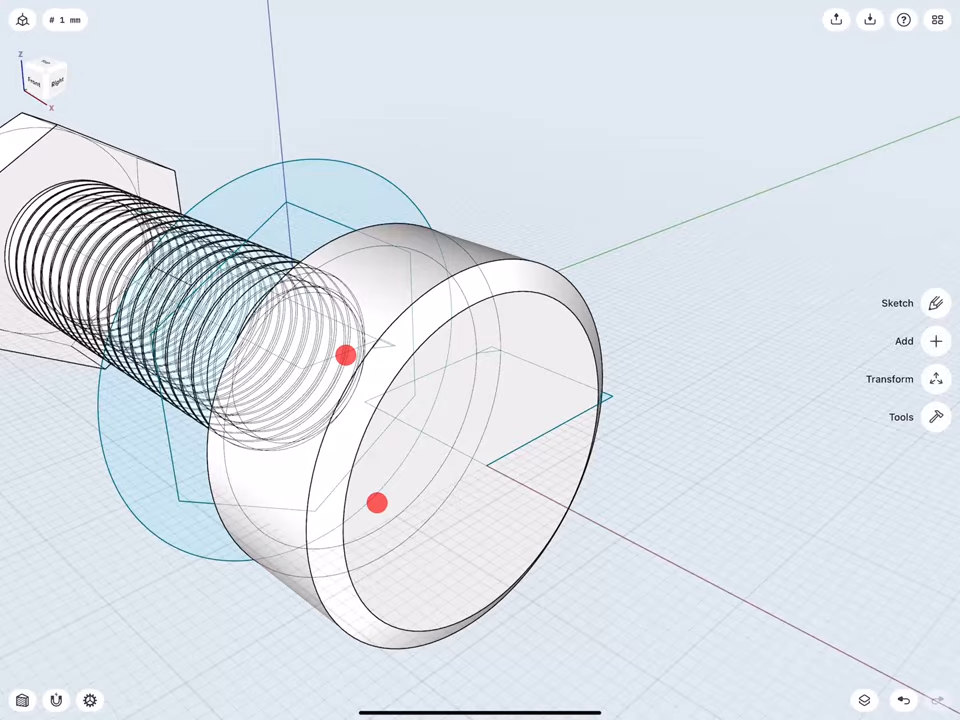 # 1 mm
Z
Front
Right
X
Sketch
Add
Transform
Tools